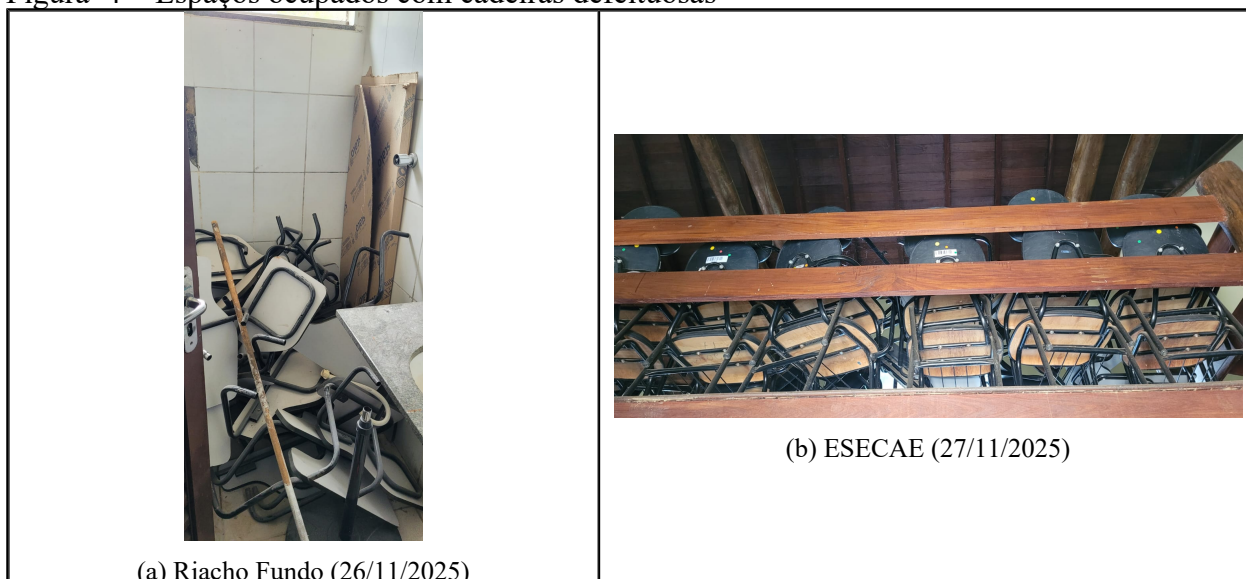 Figura 4 – Espaços ocupados com cadeiras defeituosas
(b) ESECAE (27/11/2025)
(a) Riacho Fundo (26/11/2025)